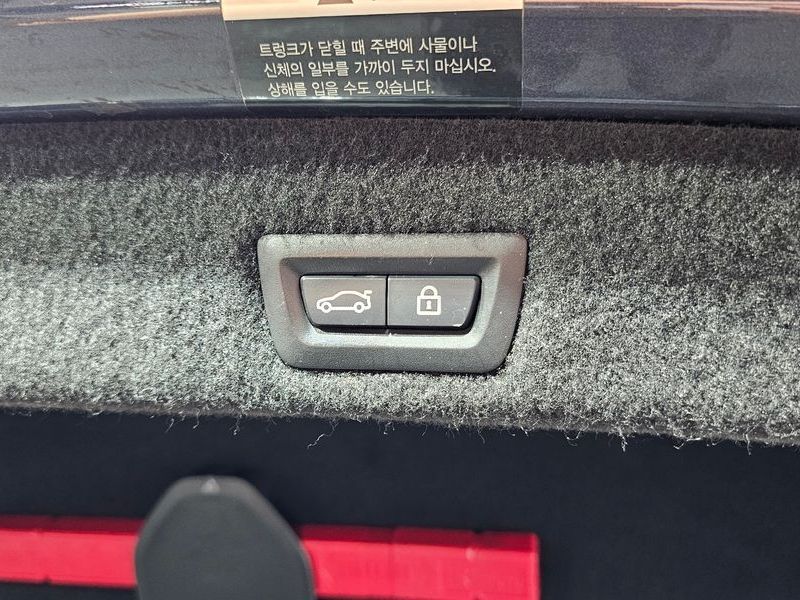 트렁크가 닫힐 때 주변에 사물이나
신체의 일부를 가까이 두지 마십시오.
상해를 입을 수도 있습니다.